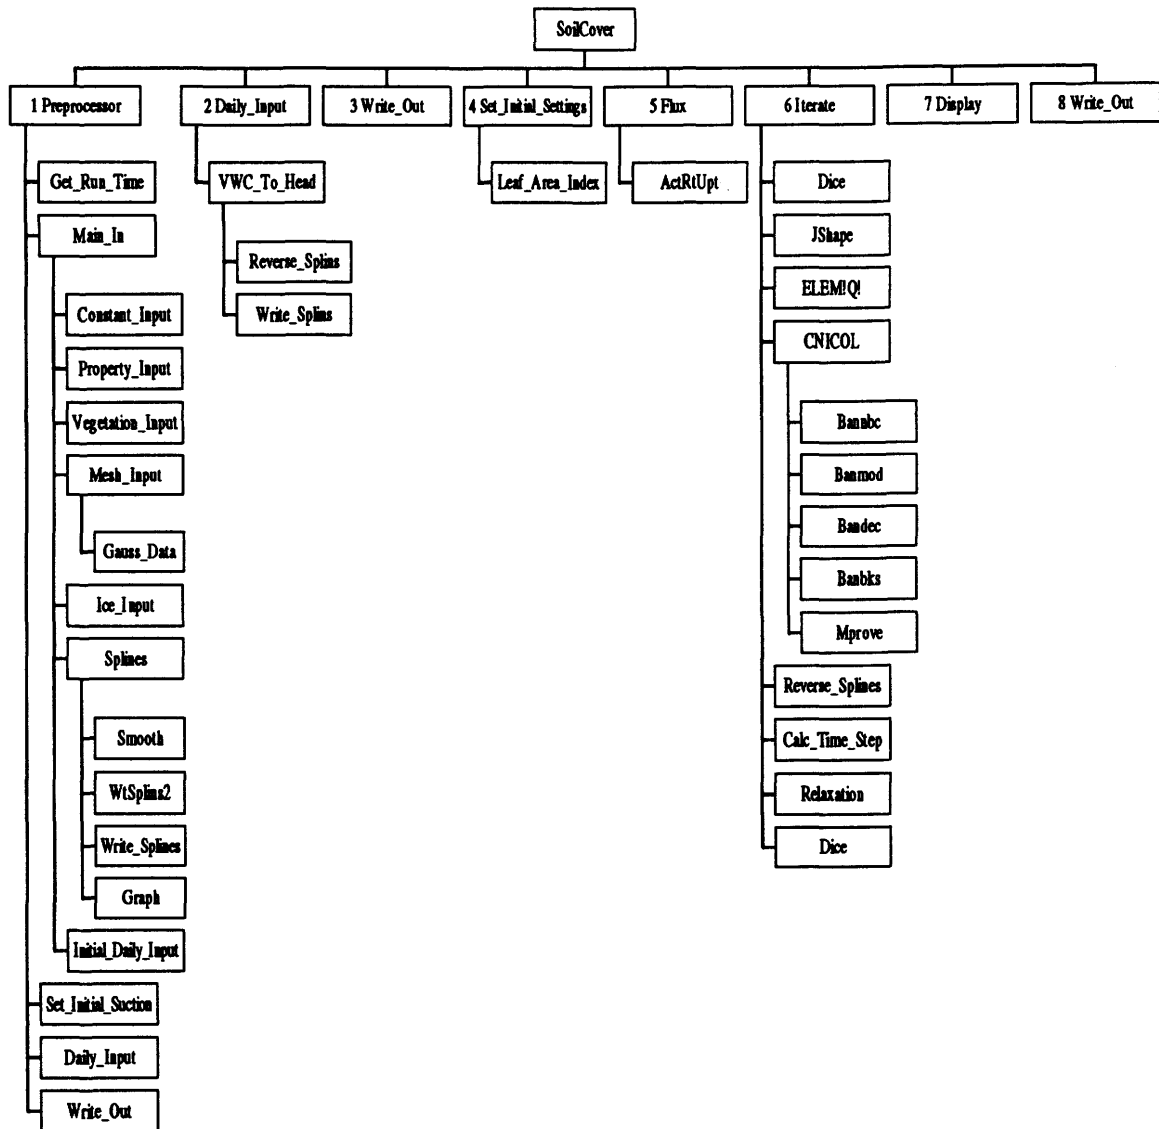 SoilCover
1 Preprocessor
2 Daily_Input
3 Write_Out
4 Set_Initial_Settings
5 Flux
6 Iterate
7 Display
8 Write_Out
Get_Run_Time
Main_In
Constant_Input
Property_Input
Vegetation_Input
Mesh_Input
Gauss_Data
Ice_Input
Splines
Smooth
WtSplins2
Write_Splines
Graph
Initial_Daily_Input
Set_Initial_Suction
Daily_Input
Write_Out
VWC_To_Head
Reverse_Splins
Write_Splins
Leaf_Area_Index
ActRtUpt
Dice
JShape
ELEM!Q!
CNICOL
Bannbc
Banmod
Bandec
Banbks
Mprove
Reverse_Splines
Calc_Time_Step
Relaxation
Dice